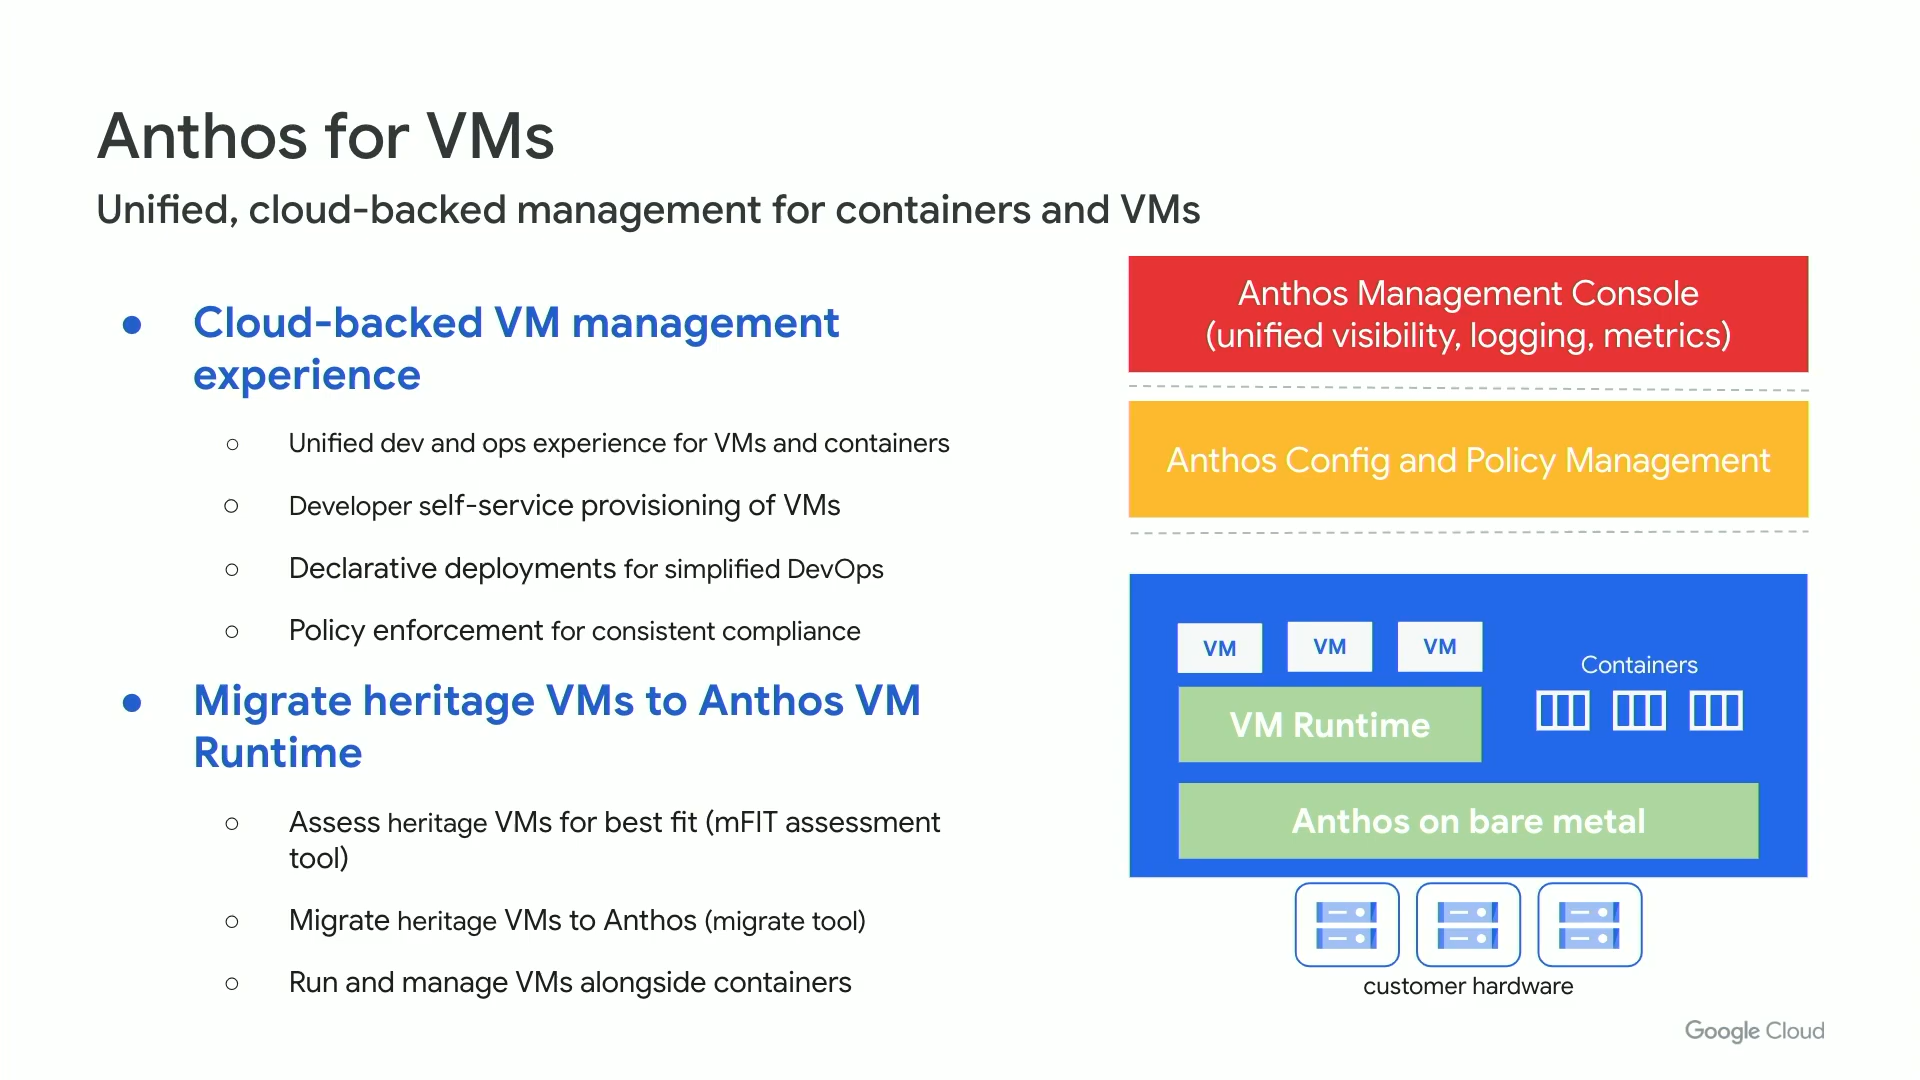 Anthos for VMs
Unified, cloud-backed management for containers and VMs
● Cloud-backed VM management
experience
○ Unified dev and ops experience for VMs and containers
○ Developer self-service provisioning of VMs
○ Declarative deployments for simplified DevOps
○ Policy enforcement for consistent compliance
● Migrate heritage VMs to Anthos VM
Runtime
○ Assess heritage VMs for best fit (mFIT assessment
tool)
○ Migrate heritage VMs to Anthos (migrate tool)
○ Run and manage VMs alongside containers
Anthos Management Console
(unified visibility, logging, metrics)
Anthos Config and Policy Management
VM VM VM
Containers
VM Runtime
Anthos on bare metal
customer hardware
Google Cloud